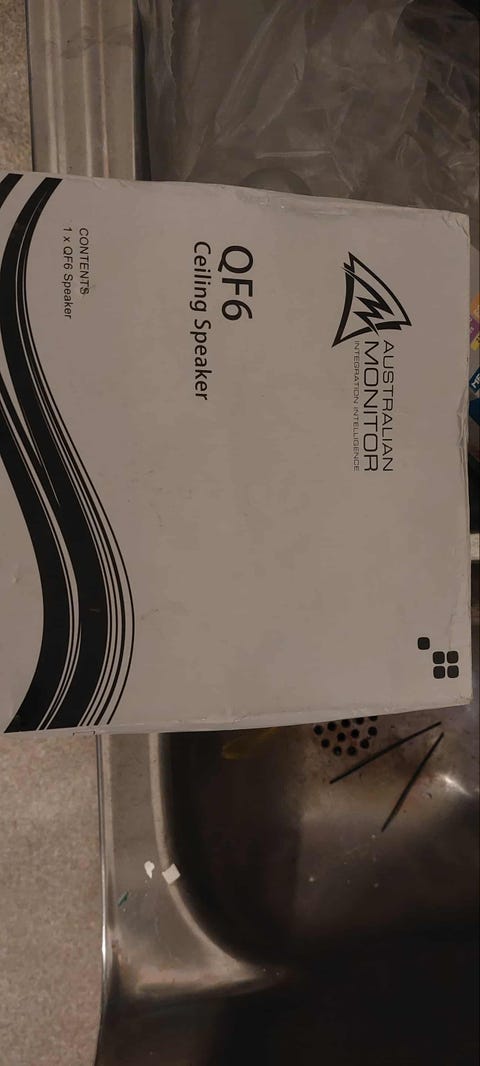 AUSTRALIAN
MONITOR
INTEGRATION INTELLIGENCE
QF6
Ceiling Speaker
CONTENTS
1 x QF6 Speaker